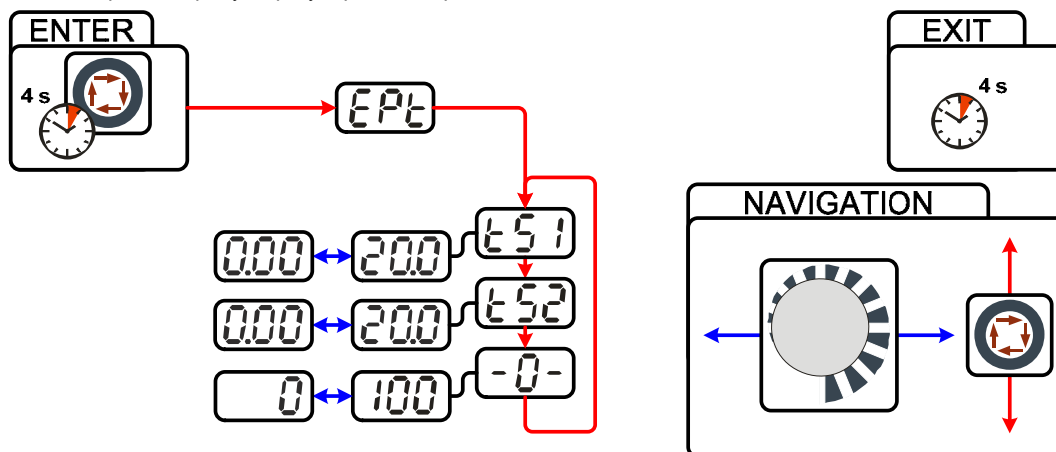 ENTER
4 s
EPt
EXIT
4 s
tS1
0.00
20.0
tS2
0.00
20.0
-0-
0
100
NAVIGATION